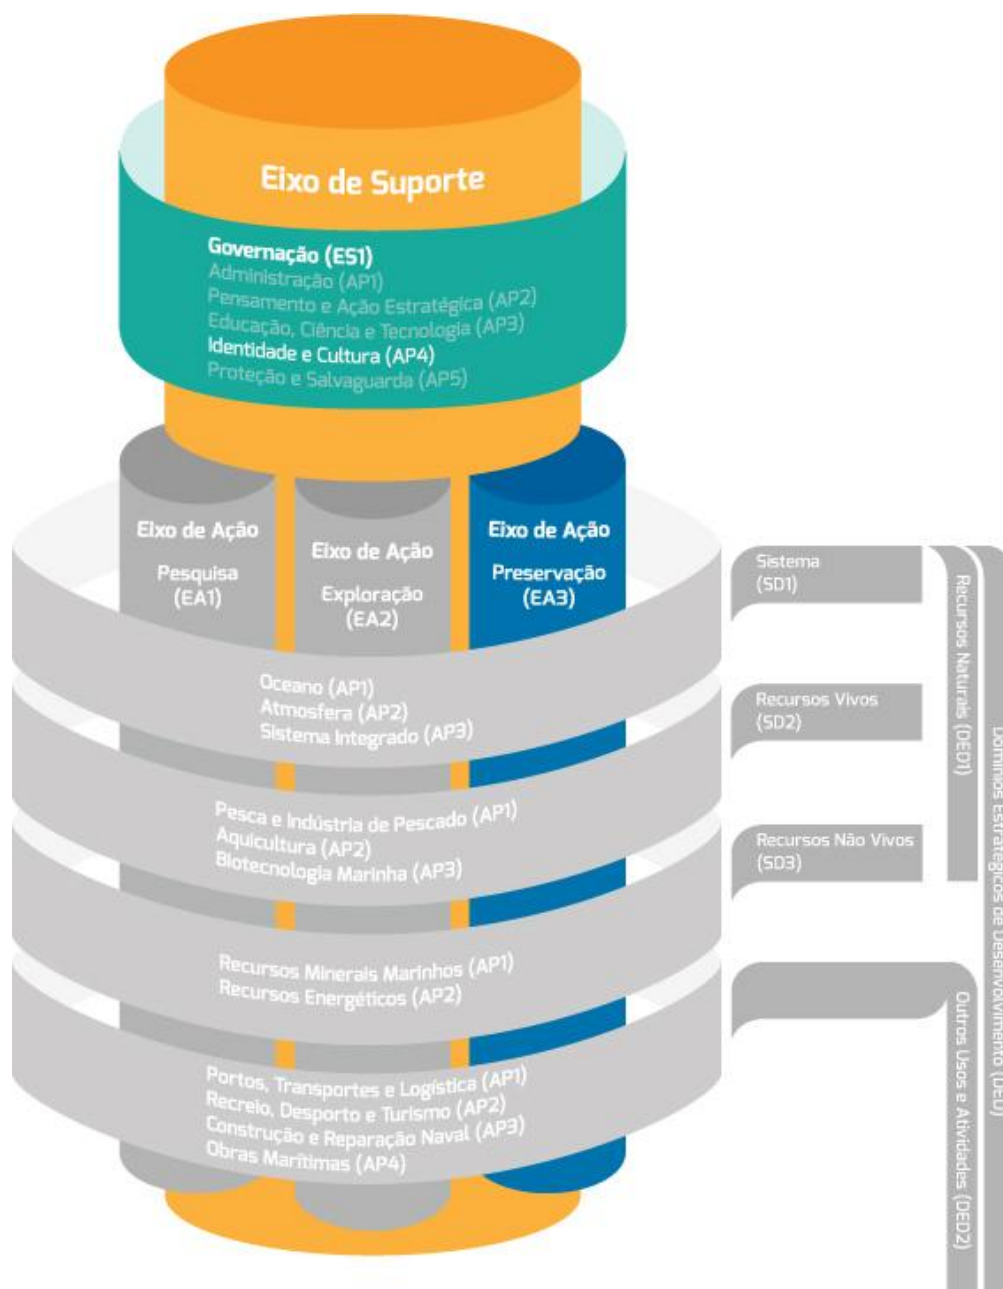 Eixo de Suporte
Governação (ES1)
Administração (AP1)
Pensamento e Ação Estratégica (AP2)
Educação, Ciência e Tecnologia (AP3)
Identidade e Cultura (AP4)
Proteção e Salvaguarda (AP5)
Eixo de Ação
Pesquisa
(EA1)
Eixo de Ação
Exploração
(EA2)
Eixo de Ação
Preservação
(EA3)
Oceano (AP1)
Atmosfera (AP2)
Sistema Integrado (AP3)
Sistema
(SD1)
Pesca e Indústria de Pescado (AP1)
Aquicultura (AP2)
Biotecnologia Marinha (AP3)
Recursos Vivos
(SD2)
Recursos Minerais Marinhos (AP1)
Recursos Energéticos (AP2)
Recursos Não Vivos
(SD3)
Recursos Naturais (DED1)
Portos, Transportes e Logística (AP1)
Recreio, Desporto e Turismo (AP2)
Construção e Reparação Naval (AP3)
Obras Marítimas (AP4)
Outros Usos e Atividades (DED2)
Domínios Estratégicos de Desenvolvimento (DED)